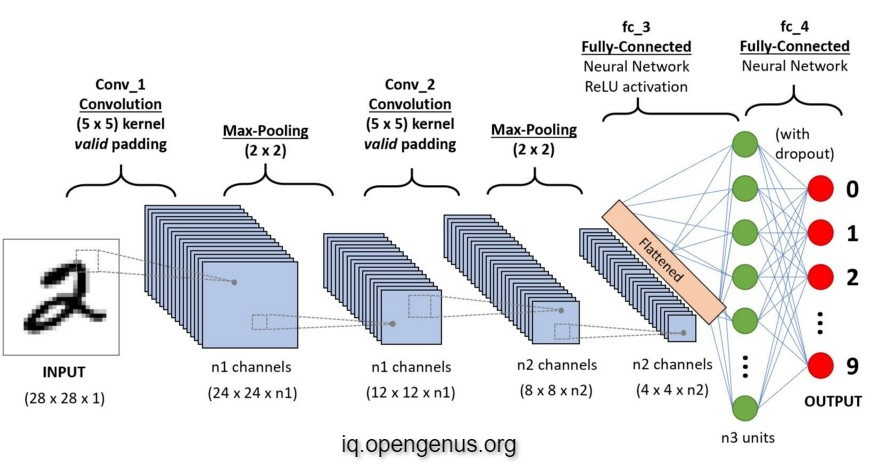 Conv_1
Convolution
(5 x 5) kernel
valid padding
Max-Pooling
(2 x 2)
Conv_2
Convolution
(5 x 5) kernel
valid padding
Max-Pooling
(2 x 2)
fc_3
Fully-Connected
Neural Network
ReLU activation
fc_4
Fully-Connected
Neural Network
(with
dropout)
2
Flattened
0
1
2
9
OUTPUT
INPUT
(28 x 28 x 1)
n1 channels
(24 x 24 x n1)
n1 channels
(12 x 12 x n1)
n2 channels
(8 x 8 x n2)
n2 channels
(4 x 4 x n2)
n3 units
iq.opengenus.org